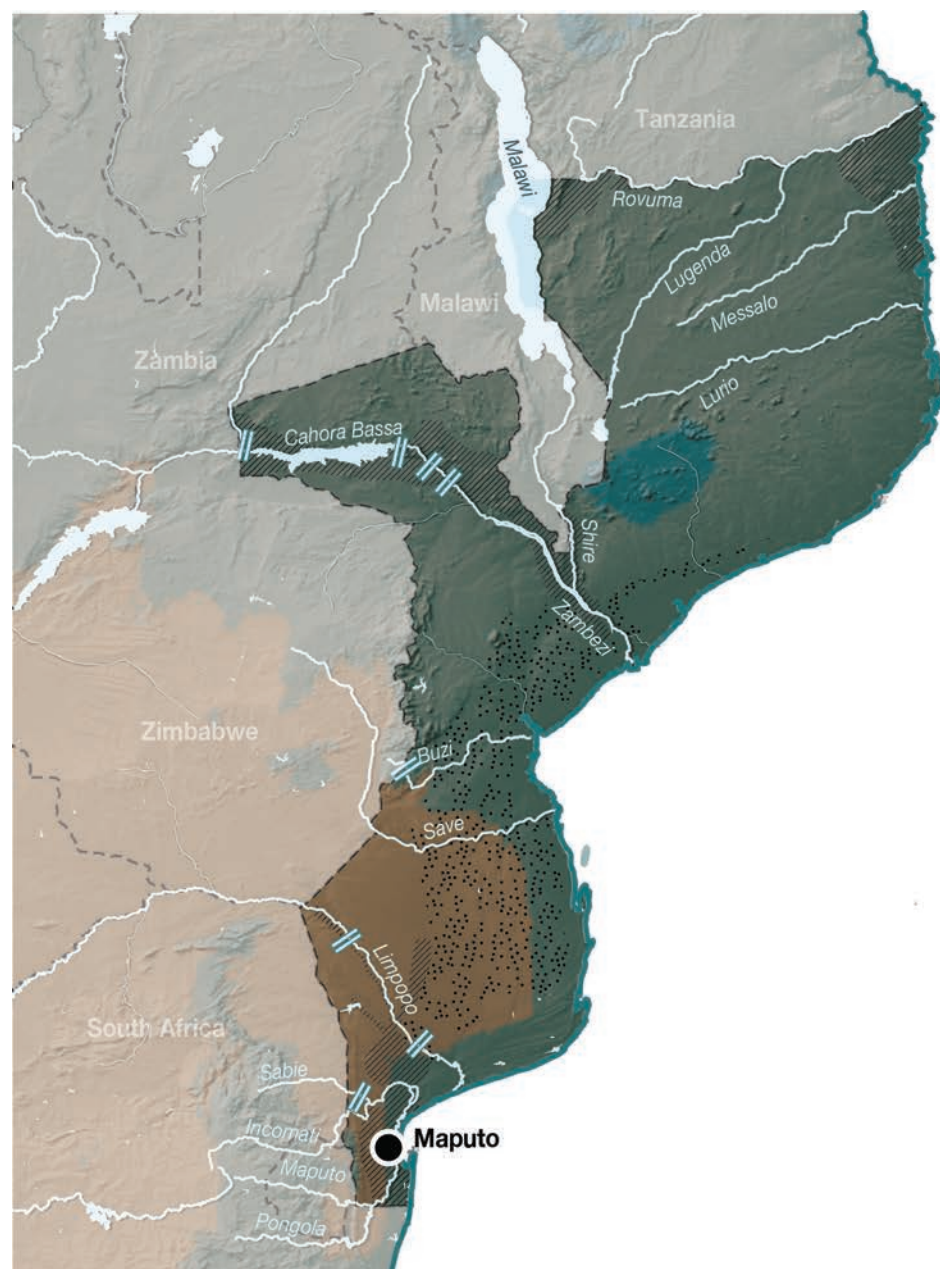 Tanzania
Malawi
Rovuma
Lugenda
Malawi
Messalo
Zambia
Lurio
Cahora Bassa
Shire
Zambezi
Zimbabwe
Buzi
Save
Limpopo
South Africa
Sabie
Incomati
Maputo
Maputo
Pongola